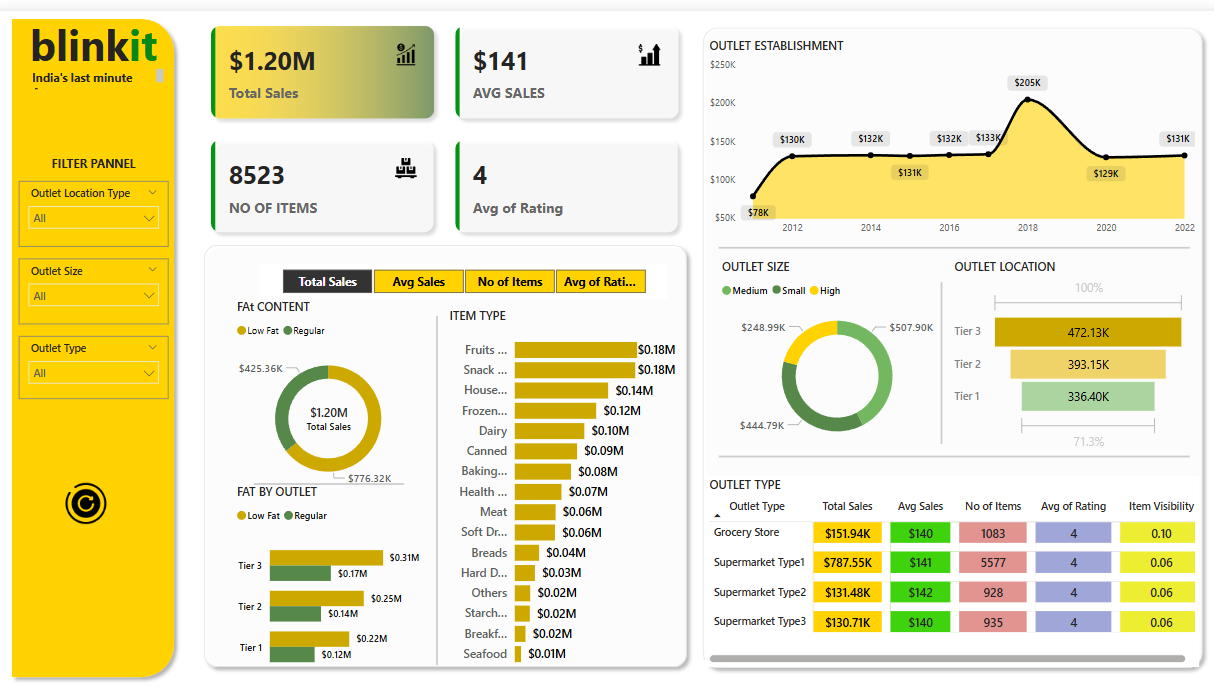 blinkit
India's last minute
FILTER PANNEL
Outlet Location Type
All
Outlet Size
All
Outlet Type
All
$1.20M
Total Sales
$141
AVG SALES
8523
NO OF ITEMS
4
Avg of Rating
Total Sales Avg Sales No of Items Avg of Rati...
FAt CONTENT
Low Fat Regular
$425.36K
$1.20M
Total Sales
$776.32K
FAT BY OUTLET
Low Fat Regular
Tier 3 $0.31M
$0.17M
Tier 2 $0.25M
$0.14M
Tier 1 $0.22M
$0.12M
ITEM TYPE
Fruits ... $0.18M
Snack ... $0.18M
House... $0.14M
Frozen... $0.12M
Dairy $0.10M
Canned $0.09M
Baking... $0.08M
Health ... $0.07M
Meat $0.06M
Soft Dr... $0.06M
Breads $0.04M
Hard D... $0.03M
Others $0.02M
Starch... $0.02M
Breakf... $0.02M
Seafood $0.01M
OUTLET ESTABLISHMENT
$250K
$200K
$150K
$100K
$50K
$78K $130K $132K $131K $132K $133K $205K $129K $131K
2012 2014 2016 2018 2020 2022
OUTLET SIZE
Medium Small High
$248.99K $507.90K
$444.79K
OUTLET LOCATION
100%
Tier 3 472.13K
Tier 2 393.15K
Tier 1 336.40K
71.3%
OUTLET TYPE
Outlet Type Total Sales Avg Sales No of Items Avg of Rating Item Visibility
Grocery Store $151.94K $140 1083 4 0.10
Supermarket Type1 $787.55K $141 5577 4 0.06
Supermarket Type2 $131.48K $142 928 4 0.06
Supermarket Type3 $130.71K $140 935 4 0.06